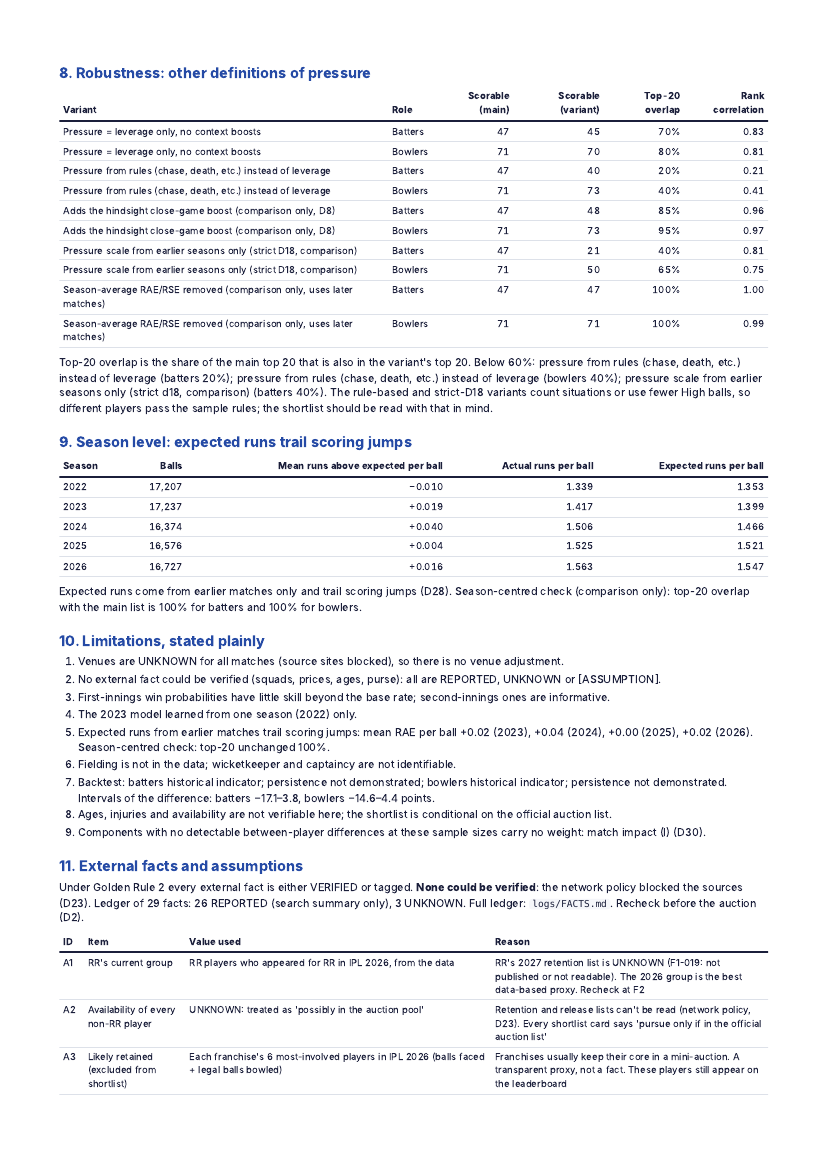 8. Robustness: other definitions of pressure
Variant Role Scorable (main) Scorable (variant) Top-20 overlap Rank correlation
Pressure = leverage only, no context boosts Batters 47 45 70% 0.83
Pressure = leverage only, no context boosts Bowlers 71 70 80% 0.81
Pressure from rules (chase, death, etc.) instead of leverage Batters 47 40 20% 0.21
Pressure from rules (chase, death, etc.) instead of leverage Bowlers 71 73 40% 0.41
Adds the hindsight close-game boost (comparison only, D8) Batters 47 48 85% 0.96
Adds the hindsight close-game boost (comparison only, D8) Bowlers 71 73 95% 0.97
Pressure scale from earlier seasons only (strict D18, comparison) Batters 47 21 40% 0.81
Pressure scale from earlier seasons only (strict D18, comparison) Bowlers 71 50 65% 0.75
Season-average RAE/RSE removed (comparison only, uses later matches) Batters 47 47 100% 1.00
Season-average RAE/RSE removed (comparison only, uses later matches) Bowlers 71 71 100% 0.99
Top-20 overlap is the share of the main top 20 that is also in the variant's top 20. Below 60%: pressure from rules (chase, death, etc.)
instead of leverage (batters 20%); pressure from rules (chase, death, etc.) instead of leverage (bowlers 40%); pressure scale from earlier
seasons only (strict d18, comparison) (batters 40%). The rule-based and strict-D18 variants count situations or use fewer High balls, so
different players pass the sample rules; the shortlist should be read with that in mind.
9. Season level: expected runs trail scoring jumps
Season Balls Mean runs above expected per ball Actual runs per ball Expected runs per ball
2022 17,207 −0.010 1.339 1.353
2023 17,237 +0.019 1.417 1.399
2024 16,374 +0.040 1.506 1.466
2025 16,576 +0.004 1.525 1.521
2026 16,727 +0.016 1.563 1.547
Expected runs come from earlier matches only and trail scoring jumps (D28). Season-centred check (comparison only): top-20 overlap
with the main list is 100% for batters and 100% for bowlers.
10. Limitations, stated plainly
1. Venues are UNKNOWN for all matches (source sites blocked), so there is no venue adjustment.
2. No external fact could be verified (squads, prices, ages, purse): all are REPORTED, UNKNOWN or [ASSUMPTION].
3. First-innings win probabilities have little skill beyond the base rate; second-innings ones are informative.
4. The 2023 model learned from one season (2022) only.
5. Expected runs from earlier matches trail scoring jumps: mean RAE per ball +0.02 (2023), +0.04 (2024), +0.00 (2025), +0.02 (2026).
Season-centred check: top-20 unchanged 100%.
6. Fielding is not in the data; wicketkeeper and captaincy are not identifiable.
7. Backtest: batters historical indicator; persistence not demonstrated; bowlers historical indicator; persistence not demonstrated.
Intervals of the difference: batters −17.1–3.8, bowlers −14.6–4.4 points.
8. Ages, injuries and availability are not verifiable here; the shortlist is conditional on the official auction list.
9. Components with no detectable between-player differences at these sample sizes carry no weight: match impact (I) (D30).
11. External facts and assumptions
Under Golden Rule 2 every external fact is either VERIFIED or tagged. None could be verified: the network policy blocked the sources
(D23). Ledger of 29 facts: 26 REPORTED (search summary only), 3 UNKNOWN. Full ledger: logs/FACTS.md . Recheck before the auction
(D2).
ID Item Value used Reason
A1 RR's current group RR players who appeared for RR in IPL 2026, from the data RR's 2027 retention list is UNKNOWN (F1-019: not
published or not readable). The 2026 group is the best
data-based proxy. Recheck at F2
A2 Availability of every non-RR player UNKNOWN: treated as 'possibly in the auction pool' Retention and release lists can't be read (network policy,
D23). Every shortlist card says 'pursue only if in the official
auction list'
A3 Likely retained (excluded from shortlist) Each franchise's 6 most-involved players in IPL 2026 (balls faced + legal balls bowled) Franchises usually keep their core in a mini-auction. A
transparent proxy, not a fact. These players still appear on
the leaderboard